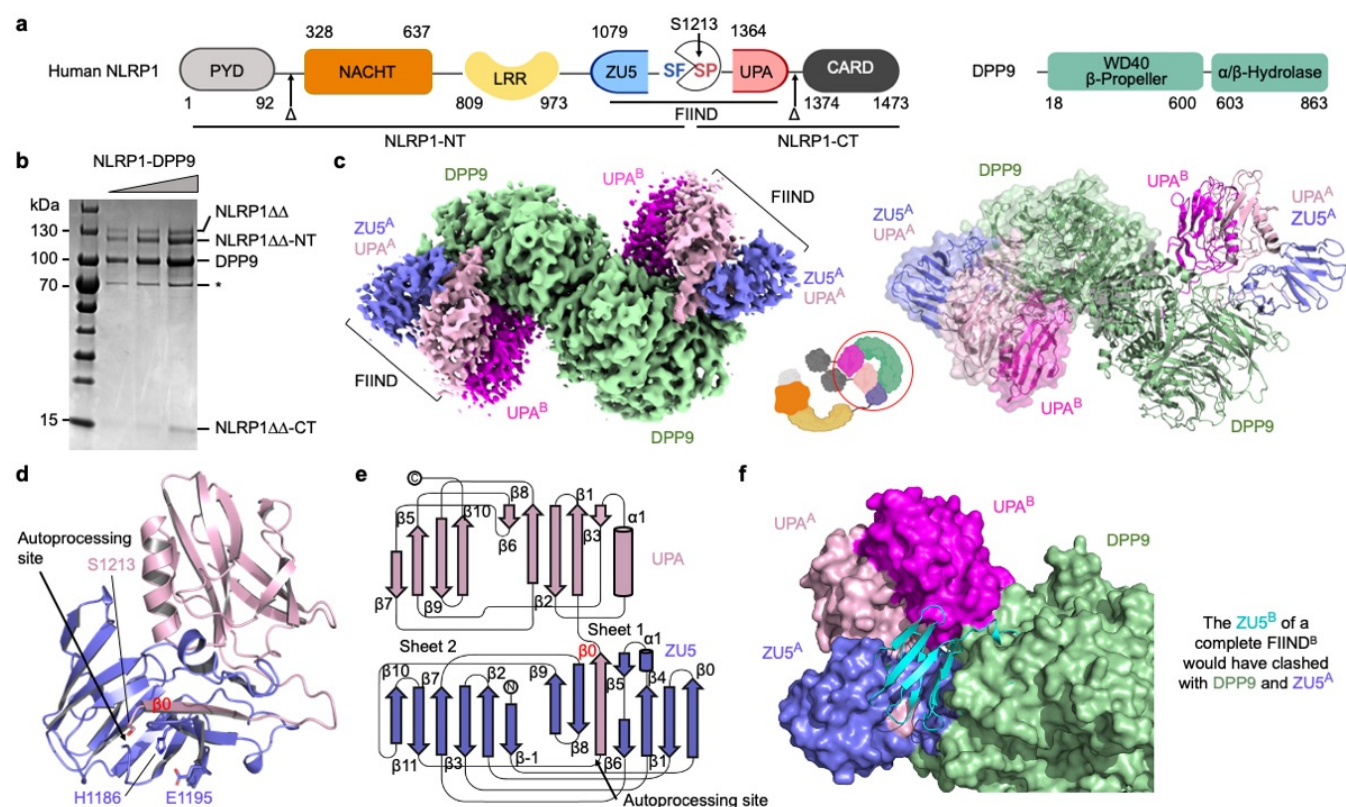 a
S1213
328 637 1079 1364
Human NLRP1 PYD NACHT LRR ZU5 SF SP UPA CARD
1 92 Δ 809 973 FIIND Δ 1374 1473
NLRP1-NT NLRP1-CT
DPP9 WD40 β-Propeller α/β-Hydrolase
18 600 603 863
b
NLRP1-DPP9
kDa
130
100
70
15
NLRP1ΔΔ
NLRP1ΔΔ-NT
DPP9
*
NLRP1ΔΔ-CT
c
DPP9
UPAᴮ
FIIND
ZU5ᴬ
UPAᴬ
ZU5ᴬ
UPAᴬ
FIIND
UPAᴮ
DPP9
ZU5ᴬ
UPAᴬ
UPAᴮ
UPAᴬ
ZU5ᴬ
UPAᴮ
DPP9
d
Autoprocessing
site
S1213
β0
H1186 E1195
e
C
β8 β1
β5 β10 β6 β3 α1
UPA
β7 β9 β2
Sheet 2 Sheet 1
β0 α1 ZU5
β10 β7 β2 N β9 β5 β4 β0
β11 β3 β-1 β8 β6 β1
Autoprocessing site
f
UPAᴮ
UPAᴬ
DPP9
ZU5ᴬ
The ZU5ᴮ of a
complete FIINDᴮ
would have clashed
with DPP9 and ZU5ᴬ